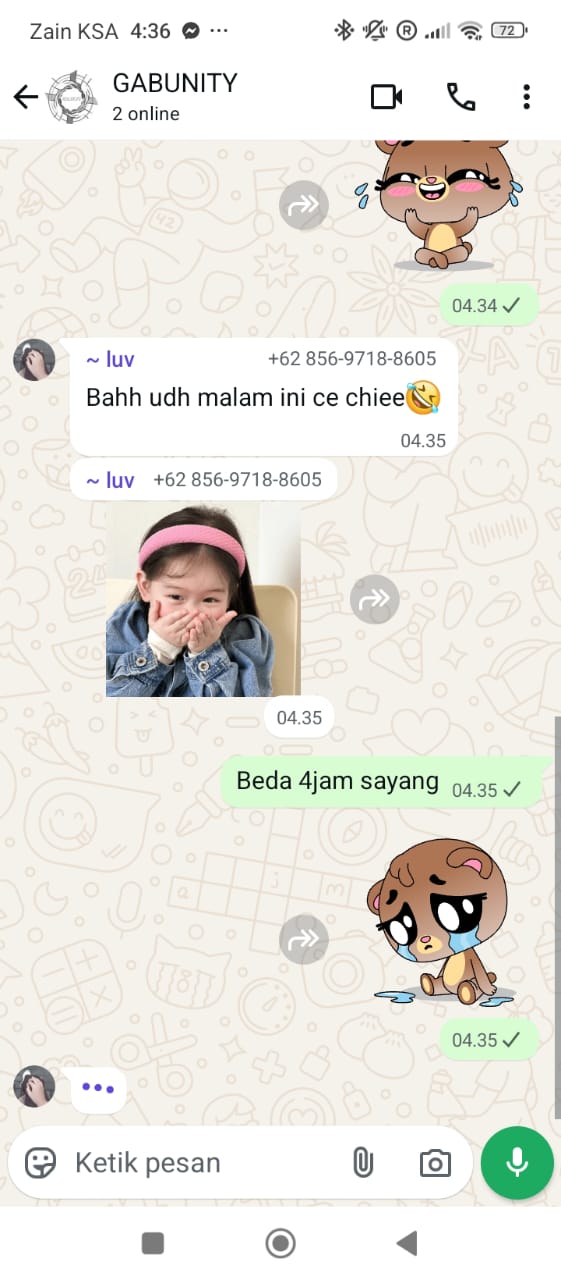 Zain KSA 4:36 ...
R
72
GABUNITY
2 online
04.34
~ luv +62 856-9718-8605
Bahh udh malam ini ce chiee🤣
04.35
~ luv +62 856-9718-8605
04.35
Beda 4jam sayang 04.35
04.35
Ketik pesan